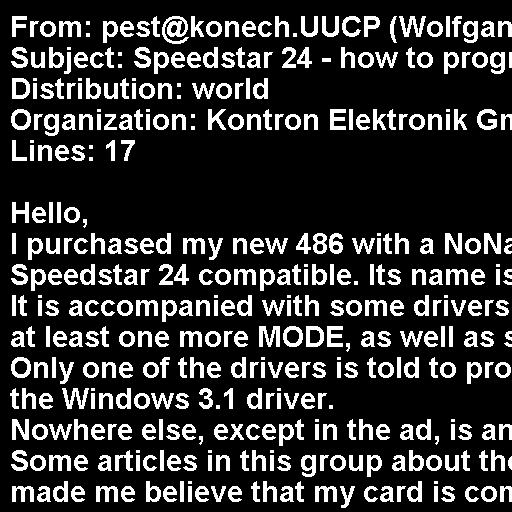 From: pest@konech.UUCP (Wolfgan
Subject: Speedstar 24 - how to prog
Distribution: world
Organization: Kontron Elektronik Gm
Lines: 17

Hello,
I purchased my new 486 with a NoNa
Speedstar 24 compatible. Its name is
It is accompanied with some drivers
at least one more MODE, as well as s
Only one of the drivers is told to pro
the Windows 3.1 driver.
Nowhere else, except in the ad, is an
Some articles in this group about the
made me believe that my card is com